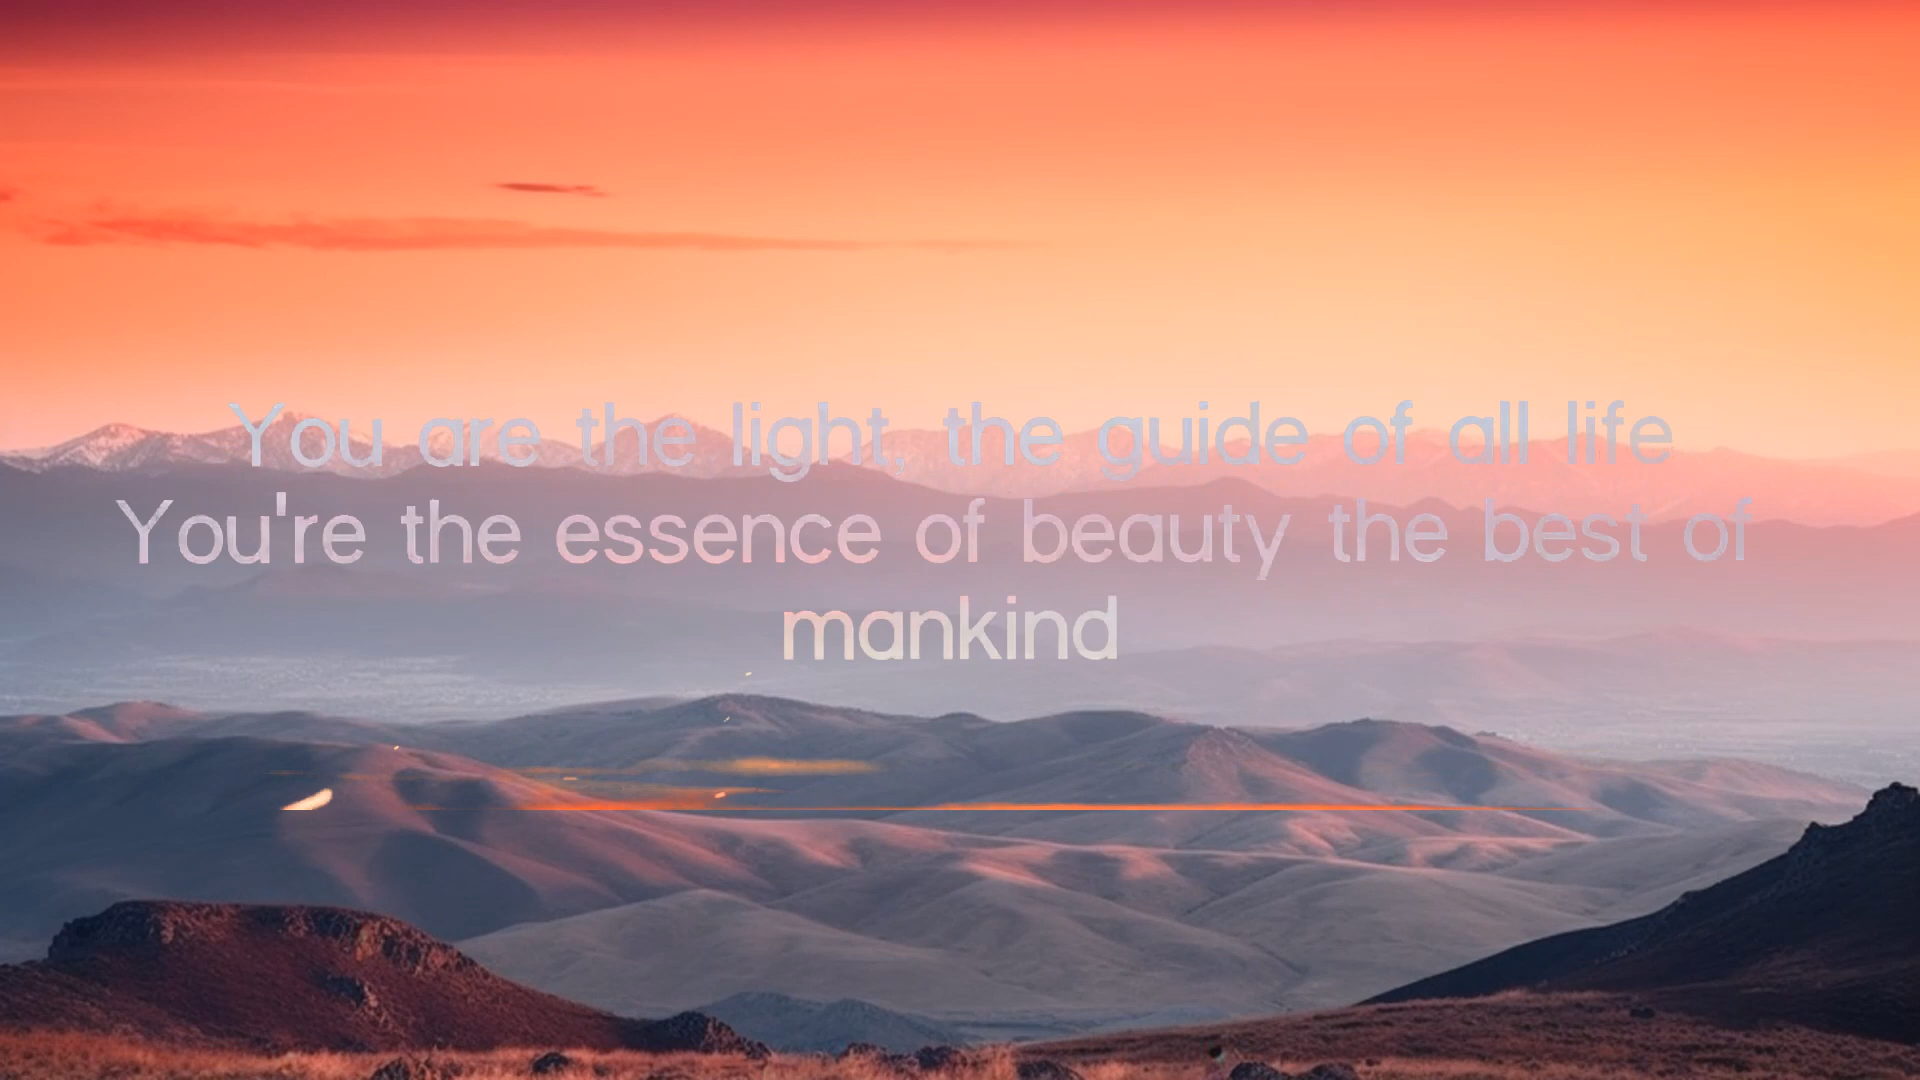 You are the light, the guide of all life
You're the essence of beauty the best of
mankind